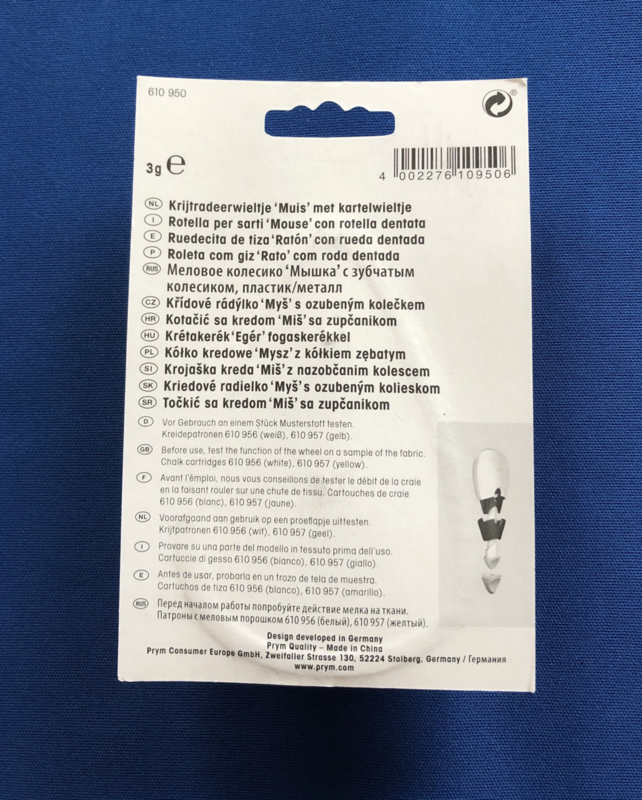 610 950
®
3g ℮
4 002276 109506
NL Krijtradeerwieltje 'Muis' met kartelwieltje
I Rotella per sarti 'Mouse' con rotella dentata
E Ruedecita de tiza 'Ratón' con rueda dentada
P Roleta com giz 'Rato' com roda dentada
RUS Меловое колесико 'Мышка' с зубчатым
колесиком, пластик/металл
CZ Křídové rádýlko 'Myš' s ozubeným kolečkem
HR Kotačić sa kredom 'Miš' sa zupčanikom
HU Krétakerék 'Egér' fogaskerékkel
PL Kółko kredowe 'Mysz' z kółkiem zębatym
SI Krojaška kreda 'Miš' z nazobčanim kolescem
SK Kriedové radielko 'Myš' s ozubeným kolieskom
SR Točkić sa kredom 'Miš' sa zupčanikom
D Vor Gebrauch an einem Stück Musterstoff testen.
Kreidepatronen 610 956 (weiß), 610 957 (gelb).
GB Before use, test the function of the wheel on a sample of the fabric.
Chalk cartridges 610 956 (white), 610 957 (yellow).
F Avant l'émploi, nous vous conseillons de tester le débit de la craie
en la faisant rouler sur une chute de tissu. Cartouches de craie
610 956 (blanc), 610 957 (jaune).
NL Voorafgaand aan gebruik op een proeflapje uittesten.
Krijtpatronen 610 956 (wit), 610 957 (geel).
I Provare su una parte del modello in tessuto prima dell'uso.
Cartuccie di gesso 610 956 (bianco), 610 957 (giallo).
E Antes de usar, probarla en un trozo de tela de muestra.
Cartuchos de tiza 610 956 (blanco), 610 957 (amarillo).
RUS Перед началом работы попробуйте действие мелка на ткани.
Патроны с меловым порошком 610 956 (белый), 610 957 (желтый).
Design developed in Germany
Prym Quality – Made in China
Prym Consumer Europe GmbH, Zweifaller Strasse 130, 52224 Stolberg, Germany / Германия
www.prym.com